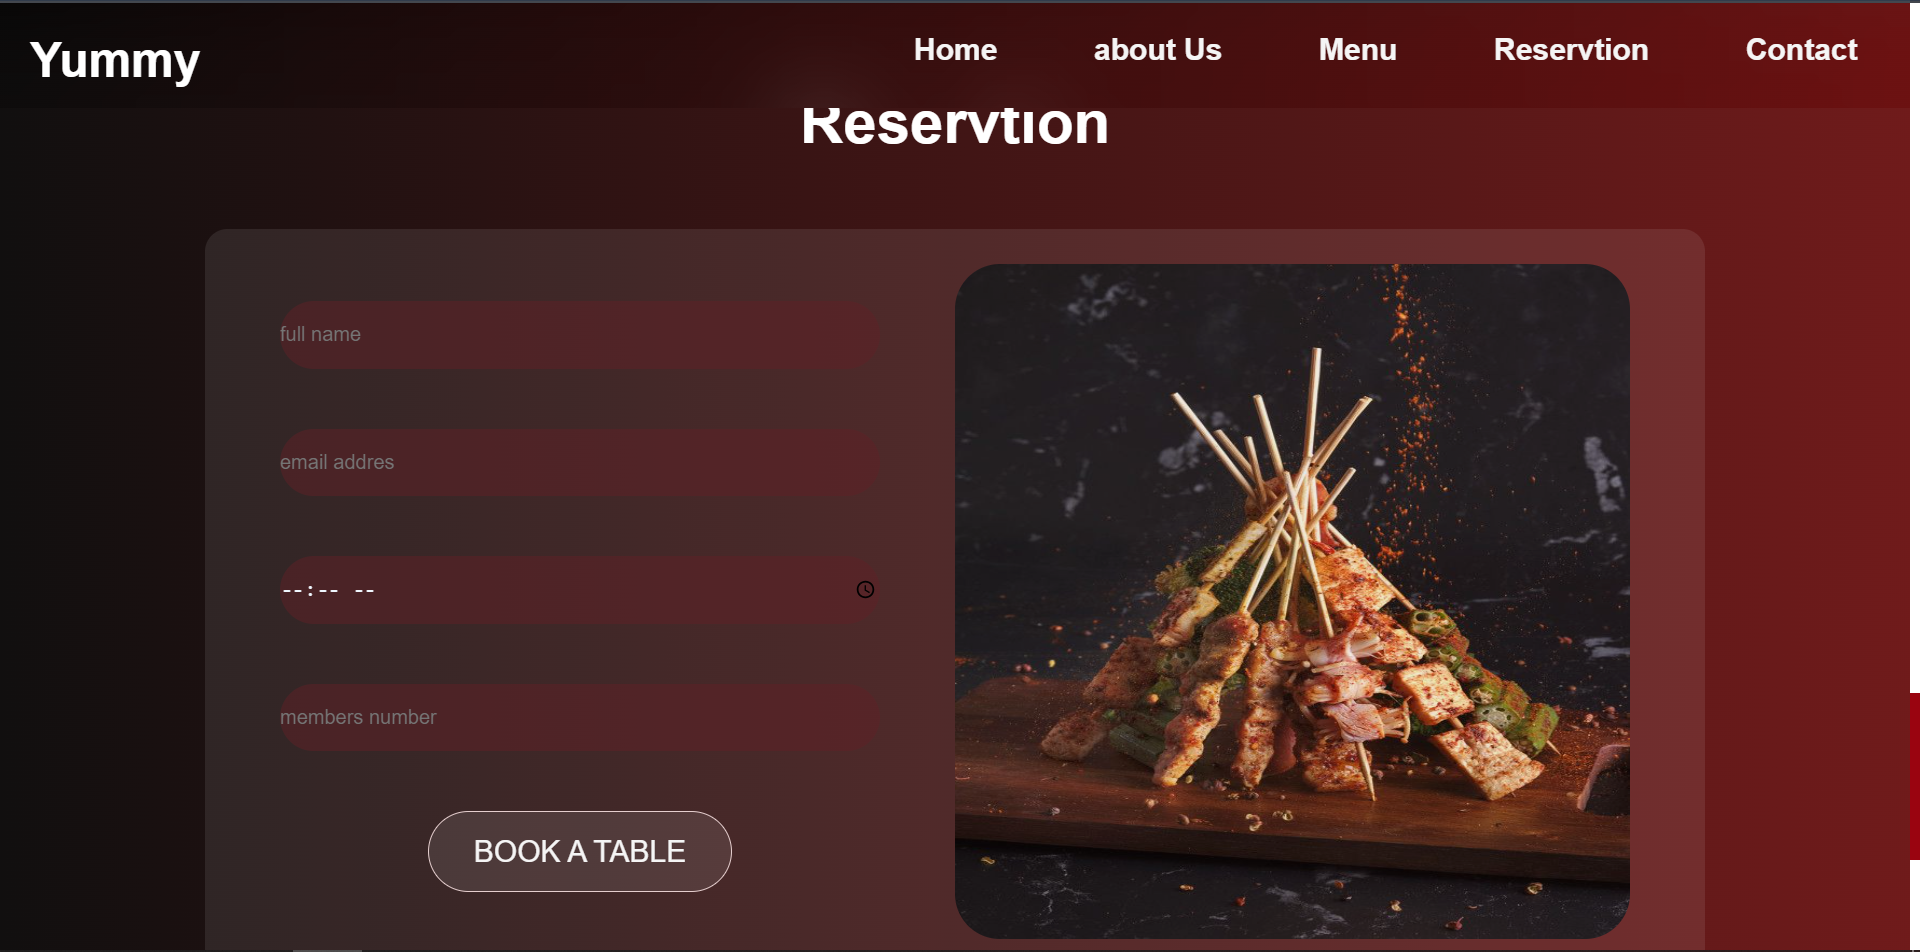 Yummy
Home about Us Menu Reservtion Contact
Reservtion
full name
email addres
--:-- --
members number
BOOK A TABLE